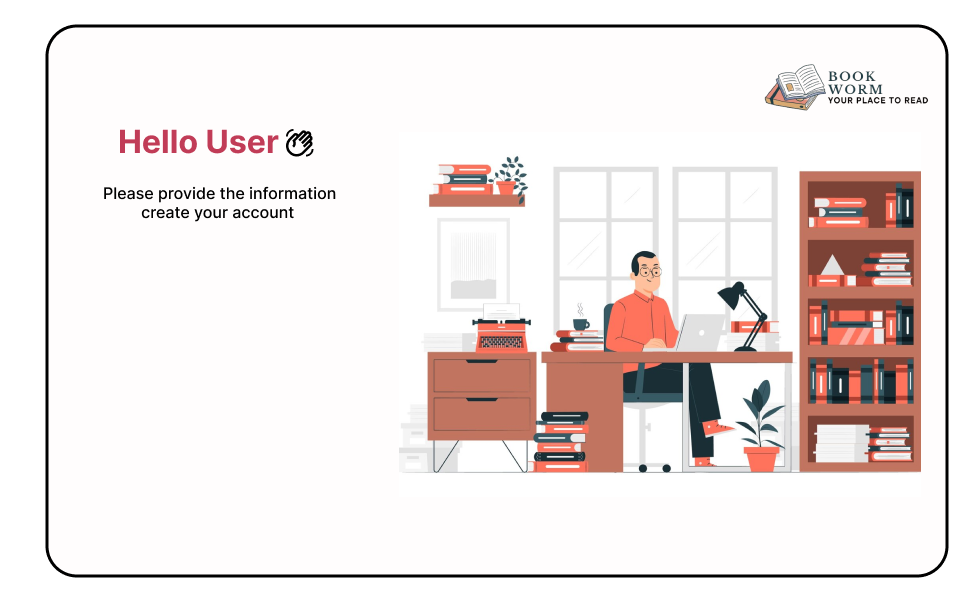 BOOK
WORM
YOUR PLACE TO READ
Hello User
Please provide the information
create your account